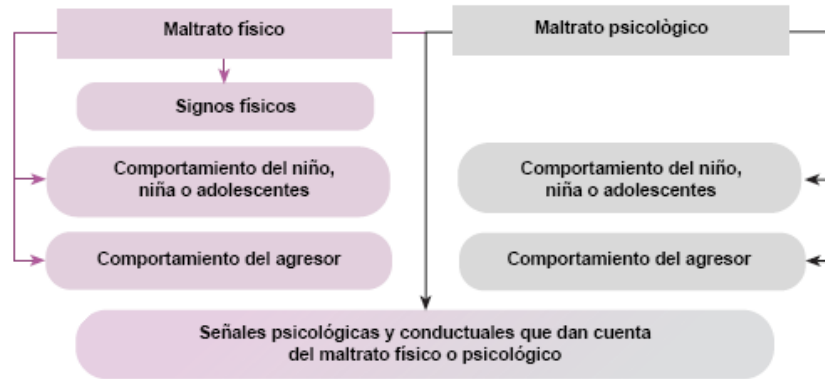 Maltrato físico
Maltrato psicològico
Signos físicos
Comportamiento del niño,
niña o adolescentes
Comportamiento del niño,
niña o adolescentes
Comportamiento del agresor
Comportamiento del agresor
Señales psicológicas y conductuales que dan cuenta
del maltrato físico o psicológico